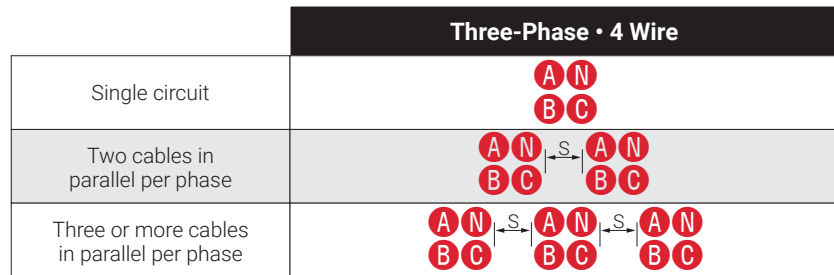 Three-Phase • 4 Wire
Single circuit
A N
B C
Two cables in
parallel per phase
A N S A N
B C B C
Three or more cables
in parallel per phase
A N S A N S A N
B C B C B C